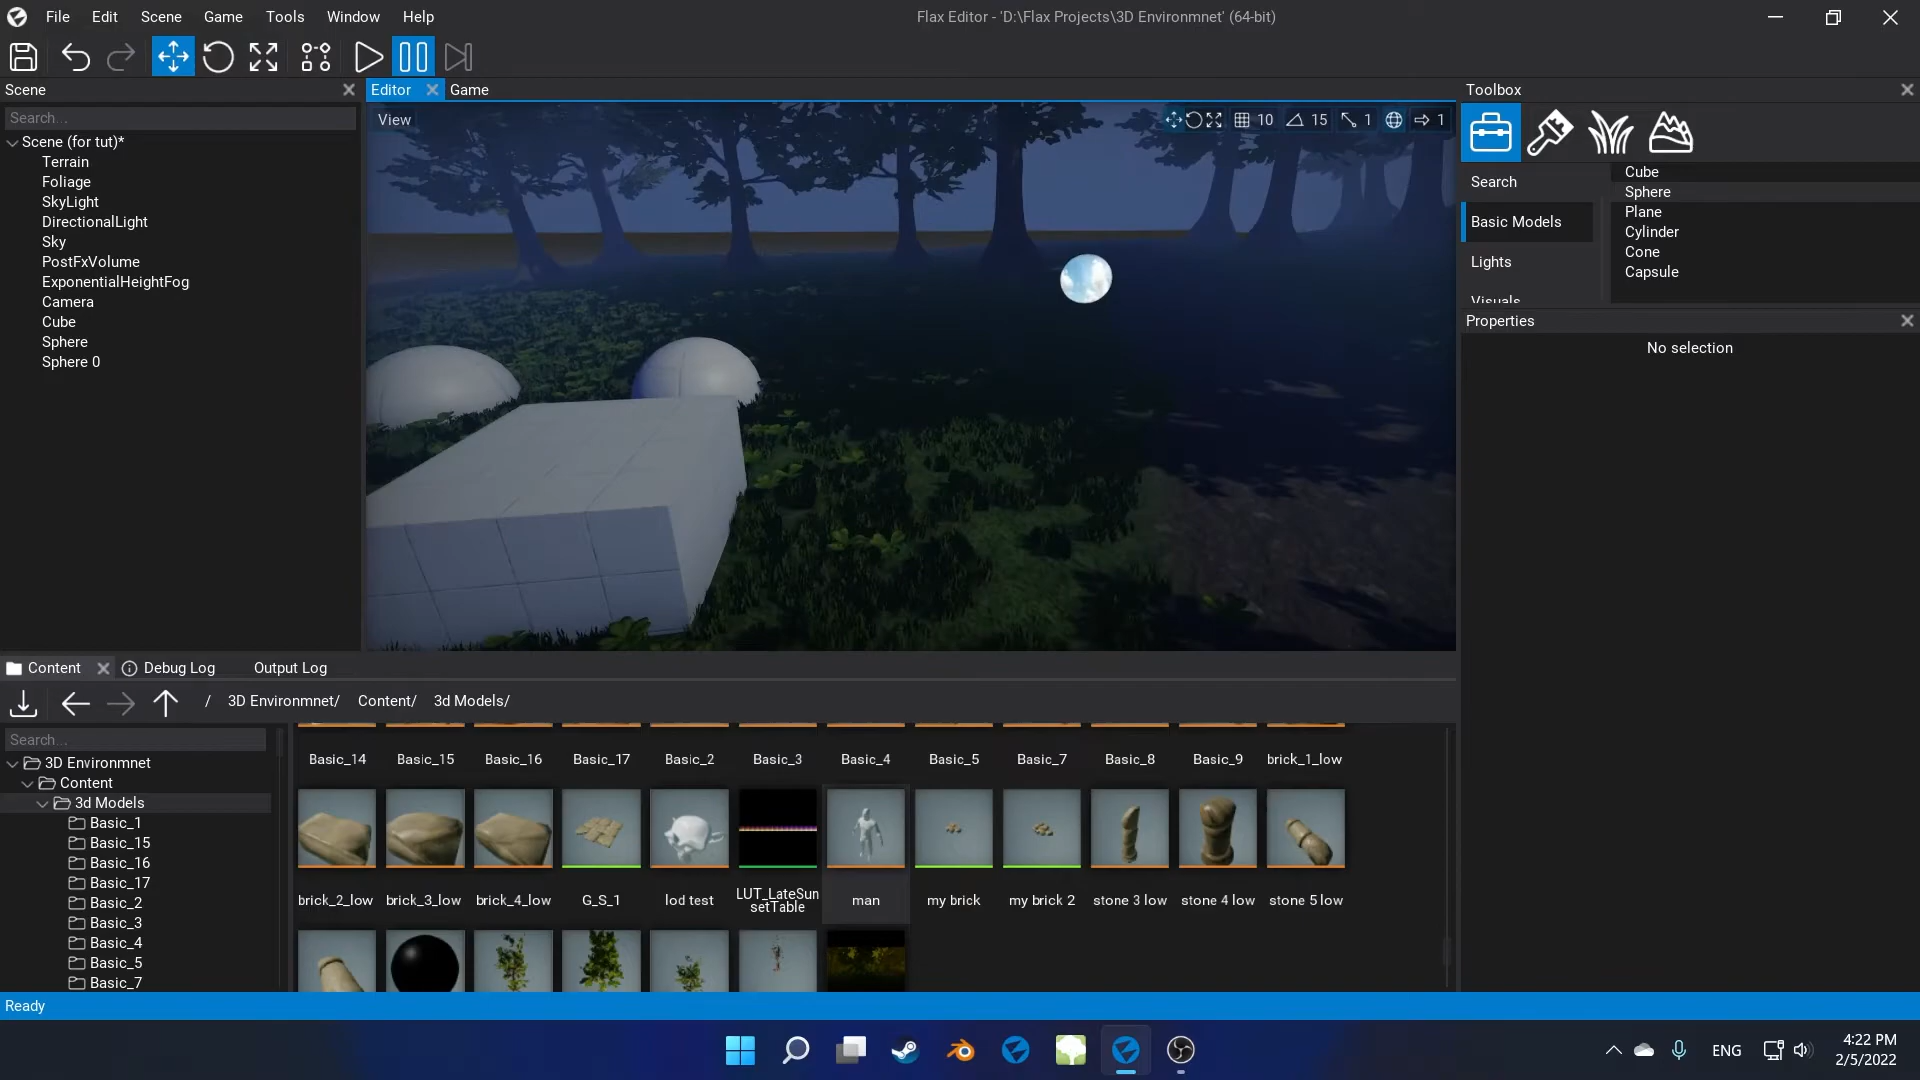 File Edit Scene Game Tools Window Help
Flax Editor - 'D:\Flax Projects\3D Environmnet' (64-bit)
Scene
Editor
Game
Toolbox
Search...
View
10
15
1
1
Scene (for tut)*
Terrain
Foliage
SkyLight
DirectionalLight
Sky
PostFxVolume
ExponentialHeightFog
Camera
Cube
Sphere
Sphere 0
Search
Basic Models
Lights
Visuals
Cube
Sphere
Plane
Cylinder
Cone
Capsule
Properties
No selection
Content
Debug Log
Output Log
/ 3D Environmnet/ Content/ 3d Models/
Search...
3D Environmnet
Content
3d Models
Basic_1
Basic_15
Basic_16
Basic_17
Basic_2
Basic_3
Basic_4
Basic_5
Basic_7
Basic_14 Basic_15 Basic_16 Basic_17 Basic_2 Basic_3 Basic_4 Basic_5 Basic_7 Basic_8 Basic_9 brick_1_low
brick_2_low brick_3_low brick_4_low G_S_1 lod test LUT_LateSun
setTable
man my brick my brick 2 stone 3 low stone 4 low stone 5 low
Ready
ENG
4:22 PM
2/5/2022